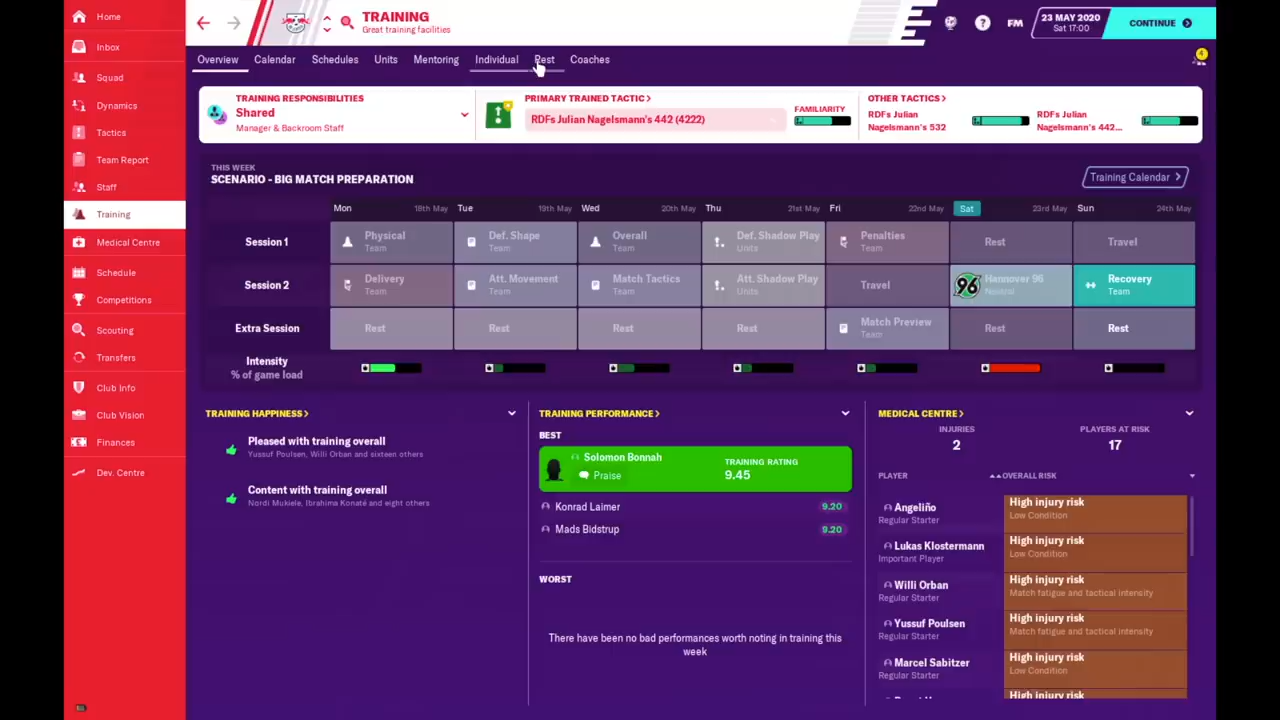 Home
Inbox
Squad
Dynamics
Tactics
Team Report
Staff
Training
Medical Centre
Schedule
Competitions
Scouting
Transfers
Club Info
Club Vision
Finances
Dev. Centre
TRAINING
Great training facilities
?
FM
23 MAY 2020
Sat 17:00
CONTINUE
Overview
Calendar
Schedules
Units
Mentoring
Individual
Rest
Coaches
4
TRAINING RESPONSIBILITIES
Shared
Manager & Backroom Staff
PRIMARY TRAINED TACTIC >
RDFs Julian Nagelsmann's 442 (4222)
FAMILIARITY
OTHER TACTICS >
RDFs Julian
Nagelsmann's 532
RDFs Julian
Nagelsmann's 442...
THIS WEEK
SCENARIO - BIG MATCH PREPARATION
Training Calendar >
Mon 18th May
Tue 19th May
Wed 20th May
Thu 21st May
Fri 22nd May
Sat 23rd May
Sun 24th May
Session 1
Physical
Team
Def. Shape
Team
Overall
Team
Def. Shadow Play
Units
Penalties
Team
Rest
Travel
Session 2
Delivery
Team
Att. Movement
Team
Match Tactics
Team
Att. Shadow Play
Units
Travel
96
Hannover 96
Neutral
Recovery
Team
Extra Session
Rest
Rest
Rest
Rest
Match Preview
Team
Rest
Rest
Intensity
% of game load
TRAINING HAPPINESS >
Pleased with training overall
Yussuf Poulsen, Willi Orban and sixteen others
Content with training overall
Nordi Mukiele, Ibrahima Konaté and eight others
TRAINING PERFORMANCE >
BEST
Solomon Bonnah
Praise
TRAINING RATING
9.45
Konrad Laimer 9.20
Mads Bidstrup 9.20
WORST
There have been no bad performances worth noting in training this
week
MEDICAL CENTRE >
INJURIES
2
PLAYERS AT RISK
17
PLAYER
OVERALL RISK
Angeliño
Regular Starter
High injury risk
Low Condition
Lukas Klostermann
Important Player
High injury risk
Low Condition
Willi Orban
Regular Starter
High injury risk
Match fatigue and tactical intensity
Yussuf Poulsen
Regular Starter
High injury risk
Match fatigue and tactical intensity
Marcel Sabitzer
Regular Starter
High injury risk
Low Condition
High injury risk